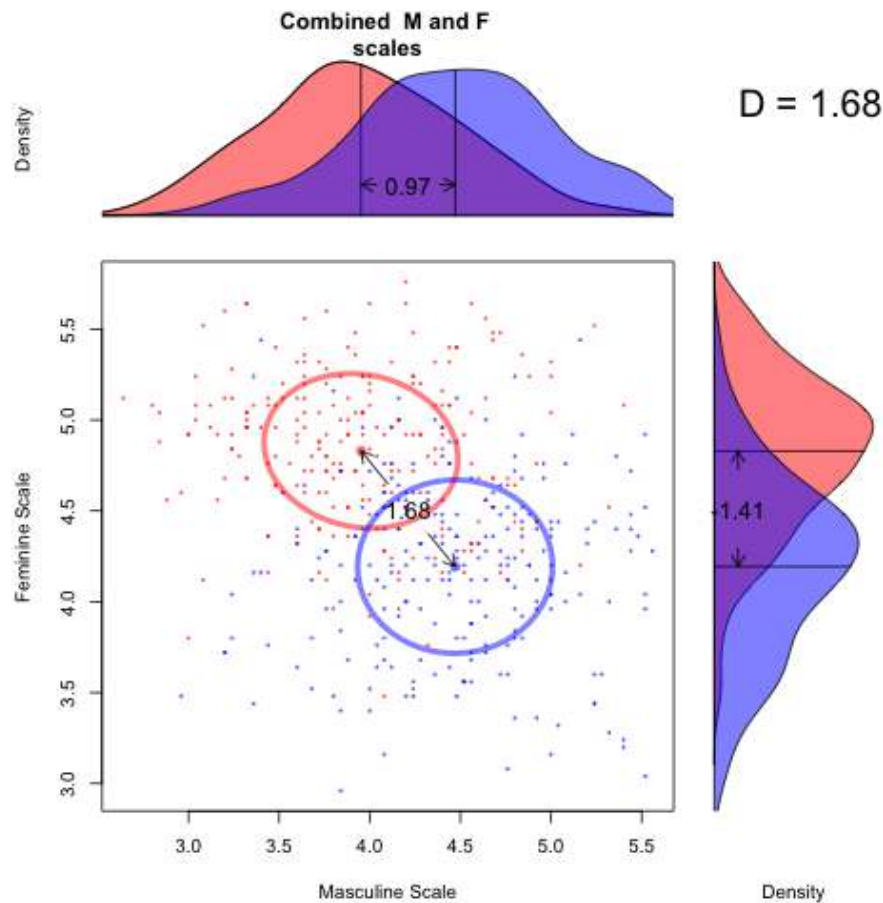 Combined M and F
scales
D = 1.68
Density
0.97
5.5
5.0
4.5
4.0
3.5
3.0
Feminine Scale
1.68
-1.41
3.0 3.5 4.0 4.5 5.0 5.5
Masculine Scale
Density